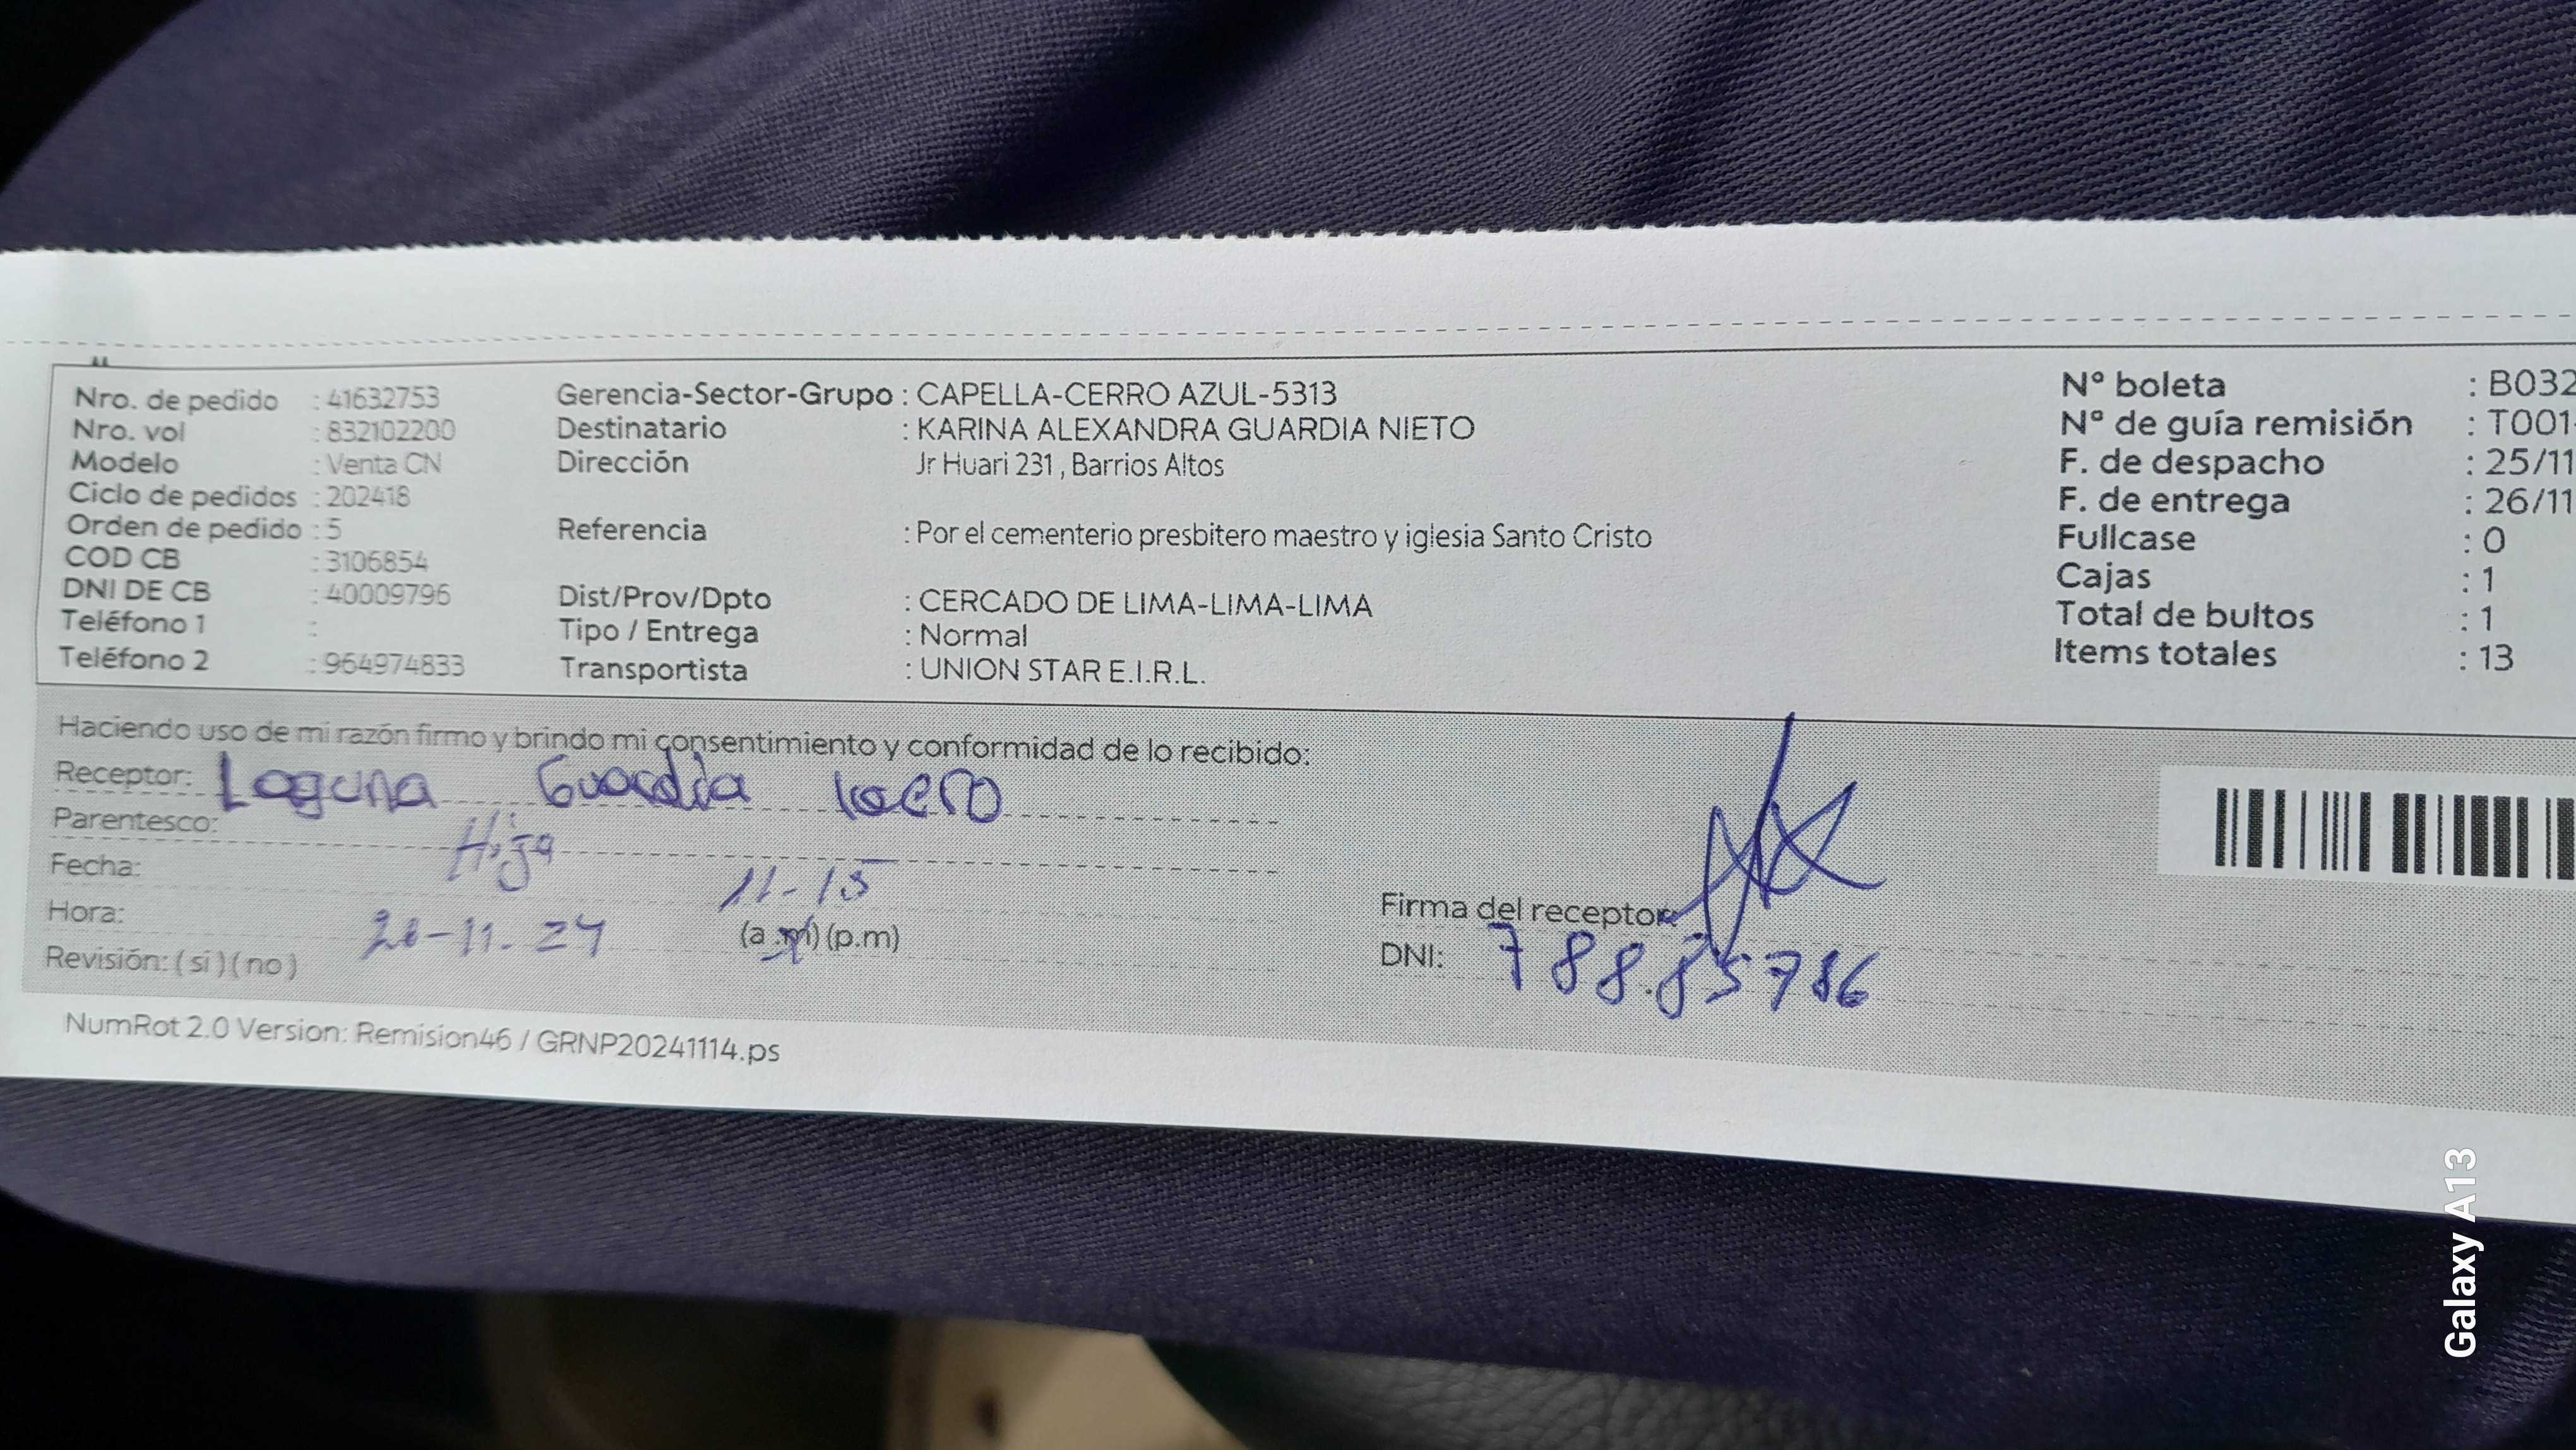 Nro. de pedido : 41632753
Nro. vol : 832102200
Modelo : Venta CN
Ciclo de pedidos : 202418
Orden de pedido : 5
COD CB : 3106854
DNI DE CB : 40009796
Teléfono 1 :
Teléfono 2 : 964974833
Gerencia-Sector-Grupo : CAPELLA-CERRO AZUL-5313
Destinatario : KARINA ALEXANDRA GUARDIA NIETO
Dirección Jr Huari 231 , Barrios Altos
Referencia : Por el cementerio presbitero maestro y iglesia Santo Cristo
Dist/Prov/Dpto : CERCADO DE LIMA-LIMA-LIMA
Tipo / Entrega : Normal
Transportista : UNION STAR E.I.R.L.
N° boleta : B032
N° de guía remisión : T001-
F. de despacho : 25/11
F. de entrega : 26/11
Fullcase : 0
Cajas : 1
Total de bultos : 1
Items totales : 13
Haciendo uso de mi razón firmo y brindo mi consentimiento y conformidad de lo recibido:
Receptor: Laguna Guardia
Parentesco: Hija
Fecha: 11-15
Hora: -11-24 (a.m) (p.m)
Revisión: ( si ) ( no )
Firma del receptor:
DNI:
NumRot 2.0 Version: Remision46 / GRNP20241114.ps
Galaxy A13